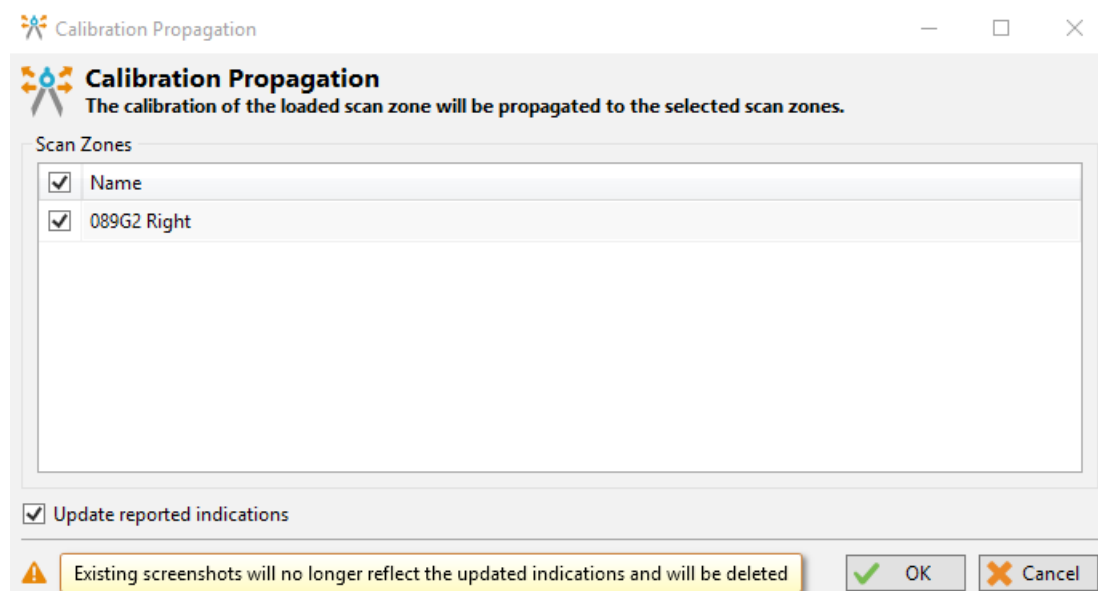 Calibration Propagation
Calibration Propagation
The calibration of the loaded scan zone will be propagated to the selected scan zones.
Scan Zones
Name
089G2 Right
Update reported indications
Existing screenshots will no longer reflect the updated indications and will be deleted
OK
Cancel